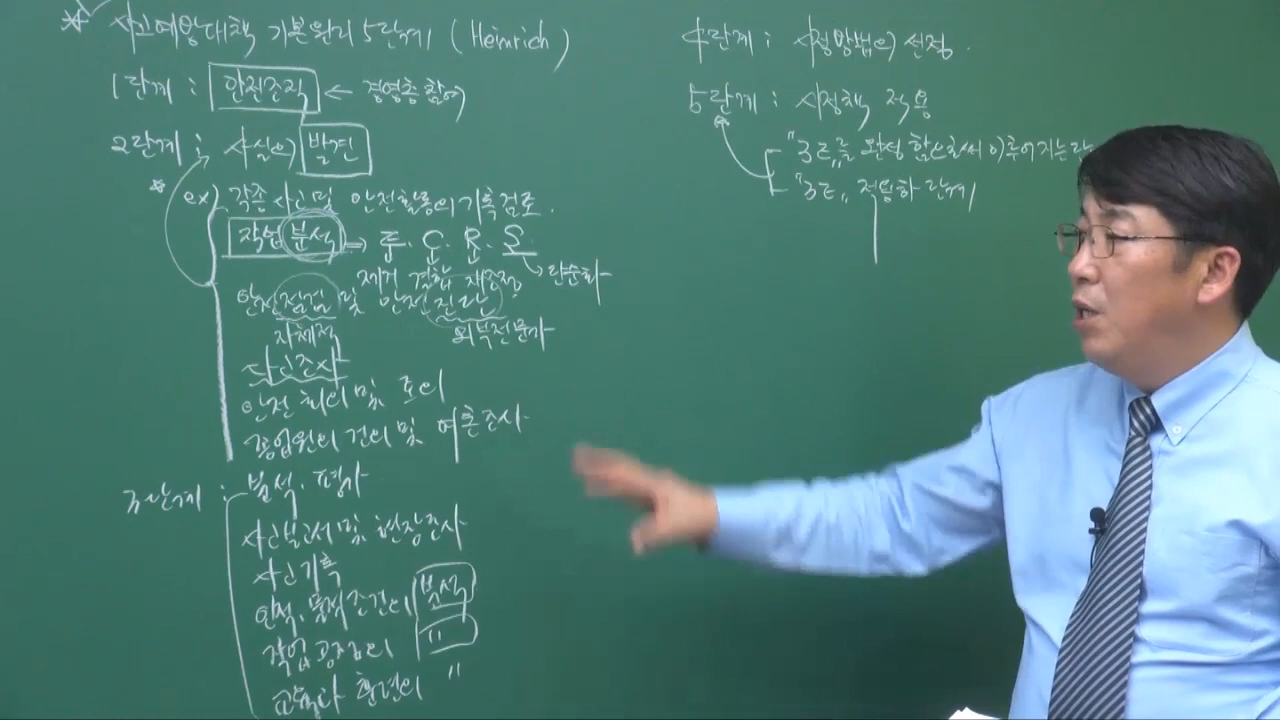 사고예방대책 기본원리 5단계 (Heinrich)
1단계 : 안전조직 ← 경영층 참여
2단계 : 사실의 발견
ex) 각종 사고 및 안전활동의 기록검토.
작업분석 ⇒ E. C. R. S.
제거 결합 재조정 단순화
안전점검 및 안전진단
자체적 외부전문가
사고조사
안전회의 및 토의
종업원의 건의 및 여론조사
3단계 : 분석. 평가
사고보고서 및 현장조사
사고기록
인적. 물적조건의 분석
작업공정의 "
교육과 훈련의 "
4단계 : 시정방법의 선정.
5단계 : 시정책 적용
"3E"를 완성함으로써 이루어지는
"3E" 적용하 단계